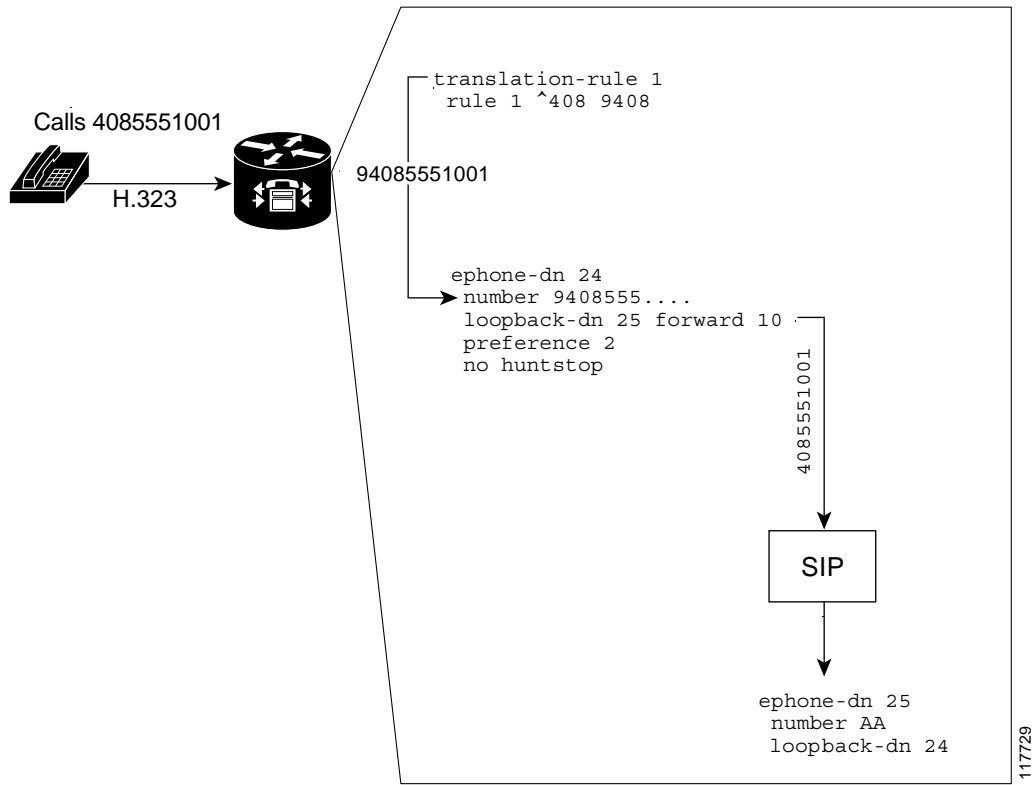 translation-rule 1
rule 1 ^408 9408
Calls 4085551001
94085551001
H.323
ephone-dn 24
number 9408555....
loopback-dn 25 forward 10
preference 2
no huntstop
4085551001
SIP
ephone-dn 25
number AA
loopback-dn 24
117729